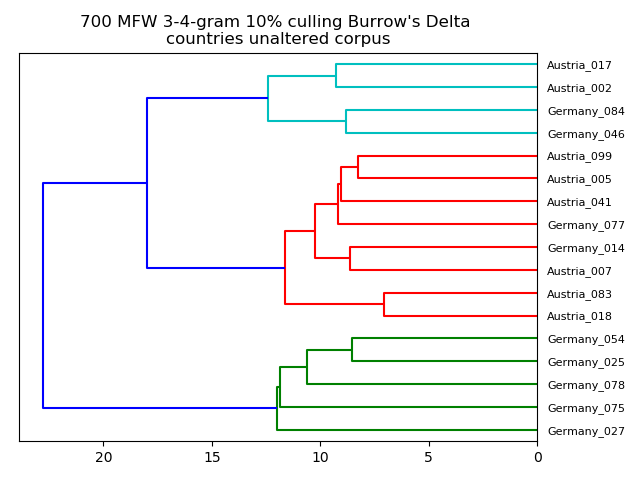 700 MFW 3-4-gram 10% culling Burrow's Delta
countries unaltered corpus
Austria_017
Austria_002
Germany_084
Germany_046
Austria_099
Austria_005
Austria_041
Germany_077
Germany_014
Austria_007
Austria_083
Austria_018
Germany_054
Germany_025
Germany_078
Germany_075
Germany_027
20 15 10 5 0